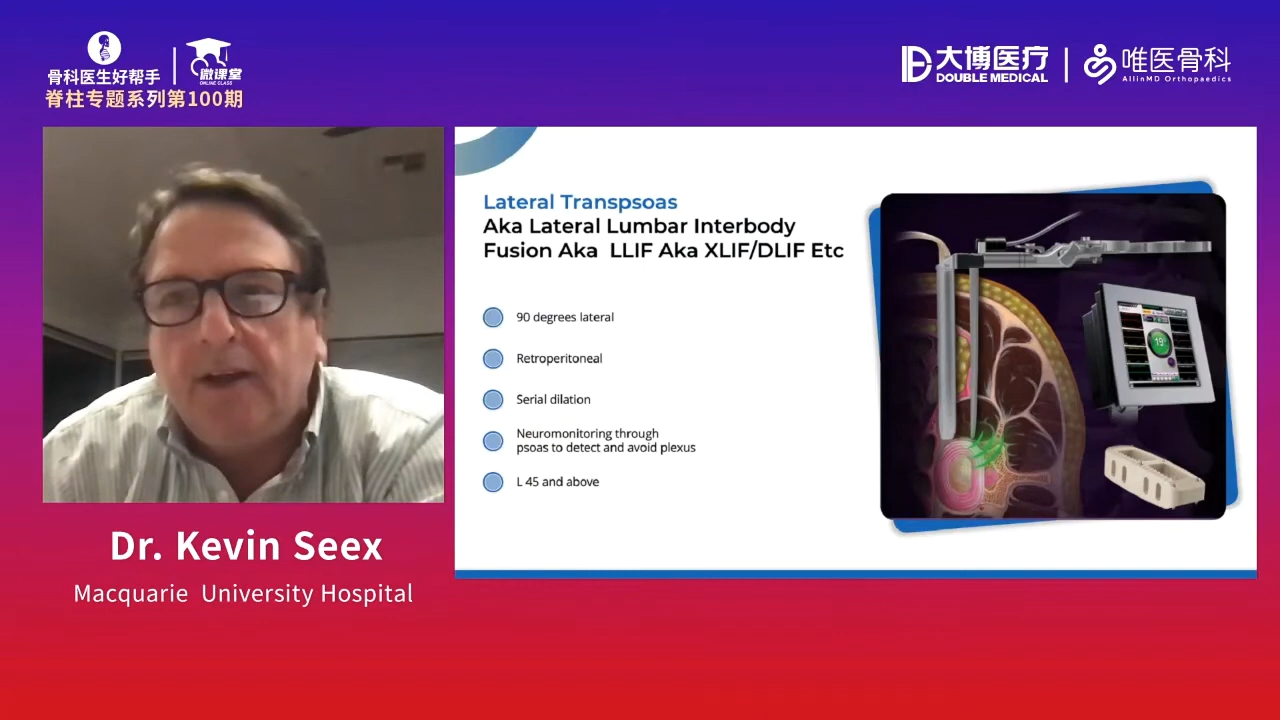 骨科医生好帮手
微课堂
ONLINE CLASS
脊柱专题系列第100期
大博医疗
DOUBLE MEDICAL
唯医骨科
AllinMD Orthopaedics
Lateral Transpsoas
Aka Lateral Lumbar Interbody
Fusion Aka LLIF Aka XLIF/DLIF Etc
90 degrees lateral
Retroperitoneal
Serial dilation
Neuromonitoring through
psoas to detect and avoid plexus
L 45 and above
19
Dr. Kevin Seex
Macquarie University Hospital